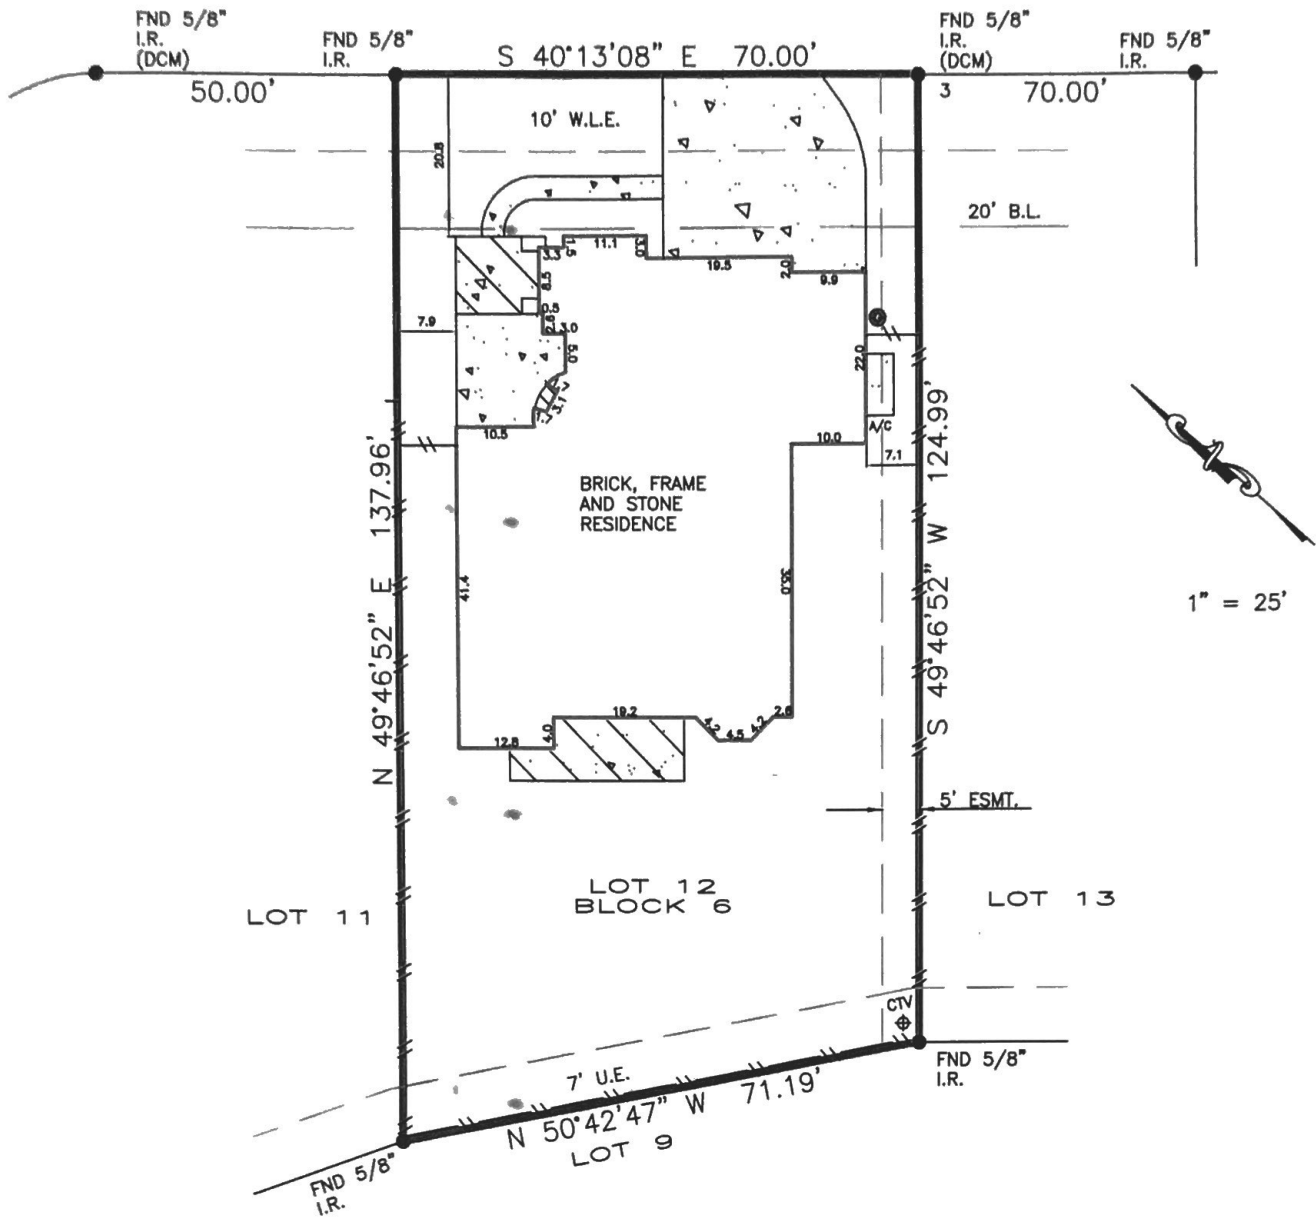 FND 5/8"
I.R.
(DCM)
FND 5/8"
I.R.
S 40°13'08" E 70.00'
FND 5/8"
I.R.
(DCM)
FND 5/8"
I.R.
50.00'
3
70.00'
10' W.L.E.
20.8
20' B.L.
3.3
1.5
11.1
3.0
19.5
2.0
9.9
8.5
0.5
2.6
3.0
5.0
7.9
3.1
22.0
A/C
10.5
10.0
7.1
N 49°46'52" E 137.96'
S 49°46'52" W 124.99'
BRICK, FRAME
AND STONE
RESIDENCE
1" = 25'
41.4
35.0
19.2
4.0
12.8
4.2
4.5
4.2
2.6
5' ESMT.
LOT 12
BLOCK 6
LOT 11
LOT 13
CTV
7' U.E.
N 50°42'47" W 71.19'
LOT 9
FND 5/8"
I.R.
FND 5/8"
I.R.